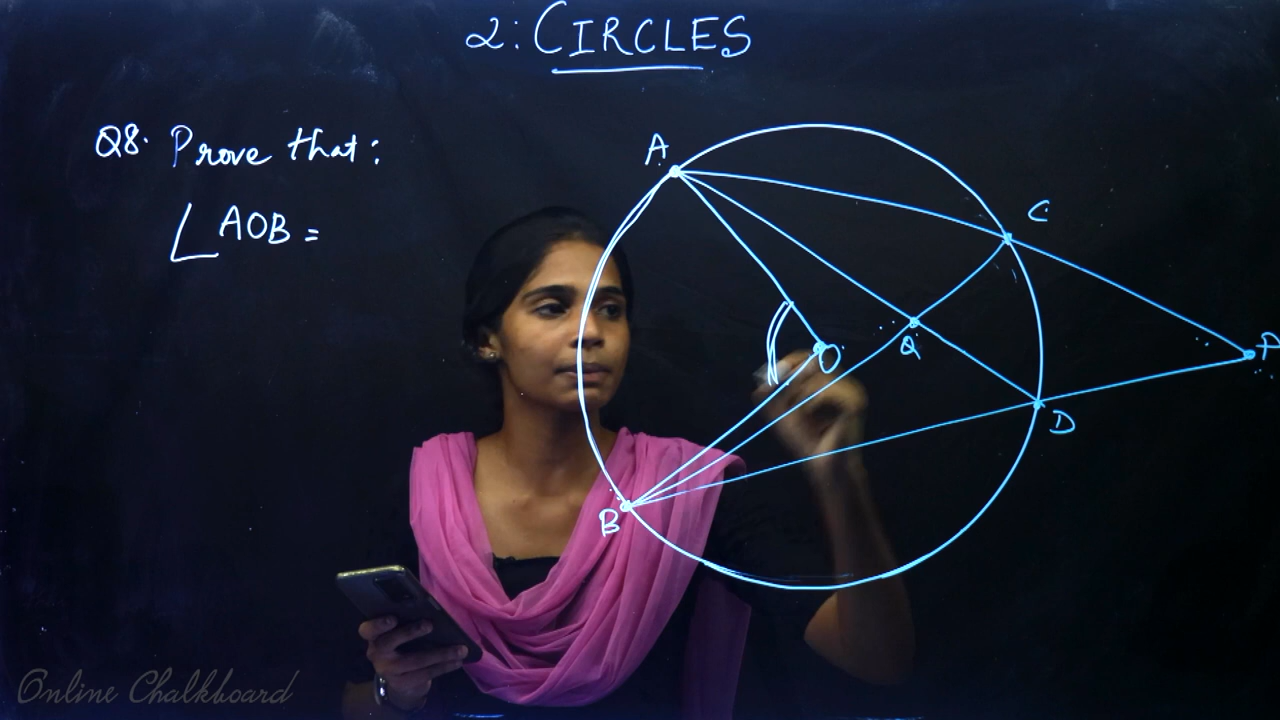 2: CIRCLES
Q8. Prove that:
∠AOB =
A
C
O
Q
P
D
B
Online Chalkboard